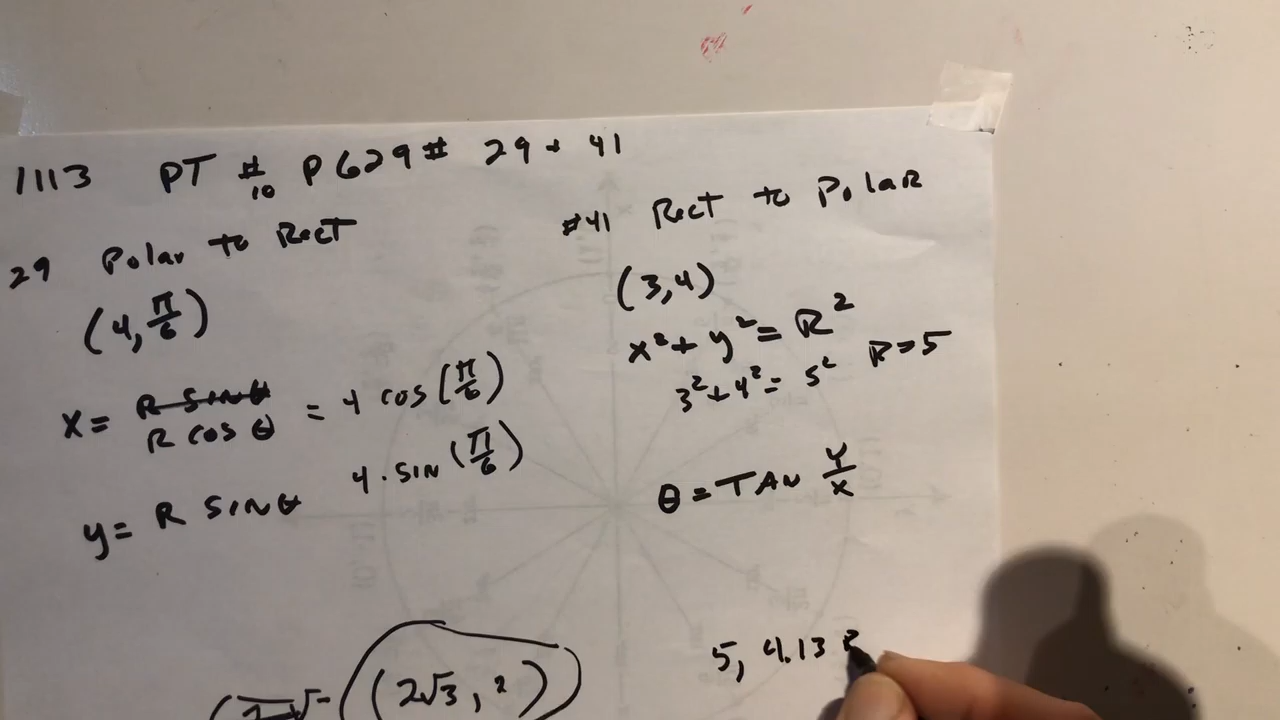 1113 PT # 10 P629# 29 + 41
29 Polar to Rect
(4, π/6)
x = R sin θ = 4 cos (π/6)
R cos θ
4 · sin (π/6)
y = R sin θ
(2√3, 2)
#41 Rect to Polar
(3,4)
x² + y² = R²
3² + 4² = 5² R = 5
θ = TAN y/x
5, 4.13